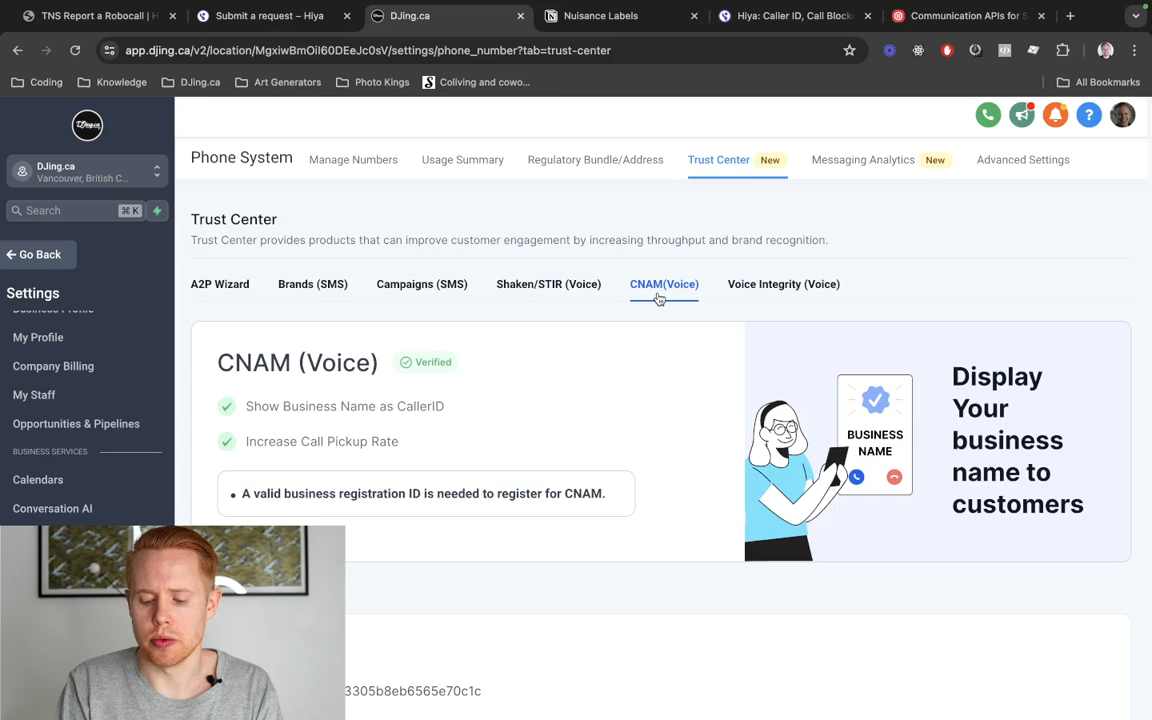 TNS Report a Robocall | H
Submit a request – Hiya
DJing.ca
Nuisance Labels
Hiya: Caller ID, Call Block
Communication APIs for S
app.djing.ca/v2/location/MgxiwBmOiI60DEeJc0sV/settings/phone_number?tab=trust-center
Coding
Knowledge
DJing.ca
Art Generators
Photo Kings
Coliving and cowo...
All Bookmarks
DJing.ca
DJing.ca
Vancouver, British C...
Search
⌘ K
Go Back
Settings
Business Profile
My Profile
Company Billing
My Staff
Opportunities & Pipelines
BUSINESS SERVICES
Calendars
Conversation AI
Phone System
Manage Numbers
Usage Summary
Regulatory Bundle/Address
Trust Center New
Messaging Analytics New
Advanced Settings
Trust Center
Trust Center provides products that can improve customer engagement by increasing throughput and brand recognition.
A2P Wizard
Brands (SMS)
Campaigns (SMS)
Shaken/STIR (Voice)
CNAM(Voice)
Voice Integrity (Voice)
CNAM (Voice) Verified
Show Business Name as CallerID
Increase Call Pickup Rate
• A valid business registration ID is needed to register for CNAM.
BUSINESS
NAME
Display
Your
business
name to
customers
3305b8eb6565e70c1c